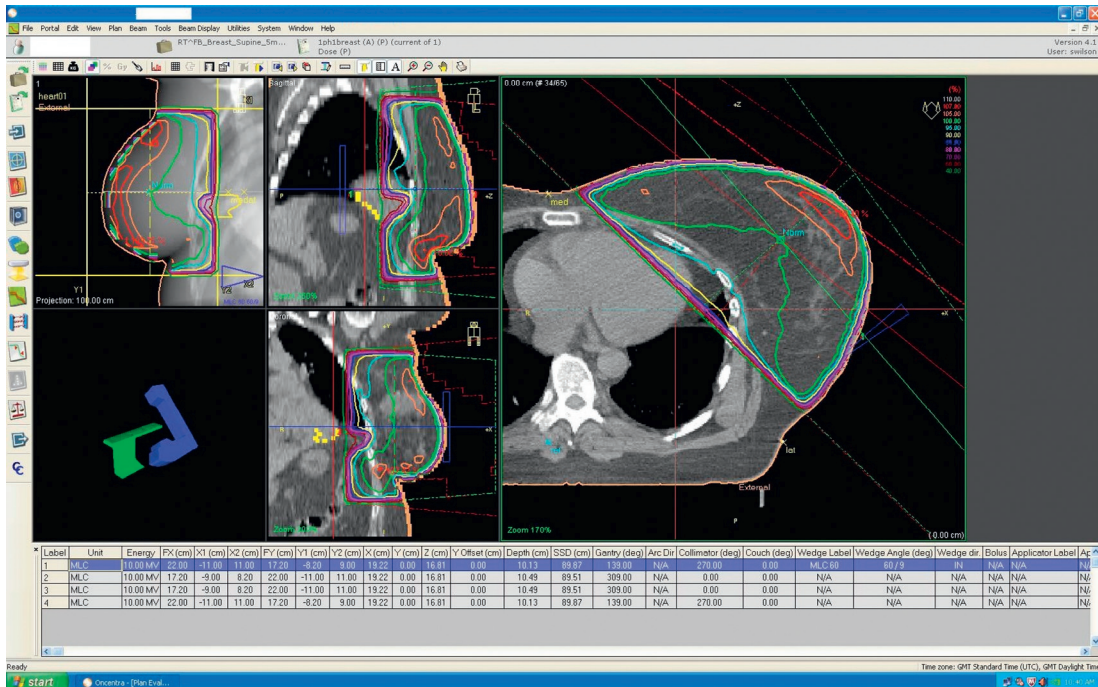 File Portal Edit View Plan Beam Tools Beam Display Utilities System Window Help
RT^FB_Breast_Supine_5m... 1ph1breast (A) (P) (current of 1) Version 4.1
Dose (P) User: swilson
1
heart01
External
Norm
Y1
Projection: 100.00 cm
Sagittal
P
+Z
+Y
+X
0.00 cm (# 34/65)
(%)
110.00
107.00
105.00
100.00
95.00
90.00
+Z
med
Norm
R
+X
lat
External
P
Zoom 170%
(0.00 cm)
Label Unit Energy FX (cm) X1 (cm) X2 (cm) FY (cm) Y1 (cm) Y2 (cm) X (cm) Y (cm) Z (cm) Y Offset (cm) Depth (cm) SSD (cm) Gantry (deg) Arc Dir. Collimator (deg) Couch (deg) Wedge Label Wedge Angle (deg) Wedge dir. Bolus Applicator Label Ap
1 MLC 10.00 MV 22.00 -11.00 11.00 17.20 -8.20 9.00 19.22 0.00 16.81 0.00 10.13 89.87 139.00 N/A 270.00 0.00 MLC 60 60 / 9 IN N/A N/A N/
2 MLC 10.00 MV 17.20 -9.00 8.20 22.00 -11.00 11.00 19.22 0.00 16.81 0.00 10.49 89.51 309.00 N/A 0.00 0.00 N/A N/A N/A N/A N/A N/
3 MLC 10.00 MV 17.20 -9.00 8.20 22.00 -11.00 11.00 19.22 0.00 16.81 0.00 10.49 89.51 309.00 N/A 0.00 0.00 N/A N/A N/A N/A N/A N/
4 MLC 10.00 MV 22.00 -11.00 11.00 17.20 -8.20 9.00 19.22 0.00 16.81 0.00 10.13 89.87 139.00 N/A 270.00 0.00 N/A N/A N/A N/A N/A N/
Ready Time zone: GMT Standard Time (UTC), GMT Daylight Time
start Oncentra - [Plan Eval... 10:40 AM